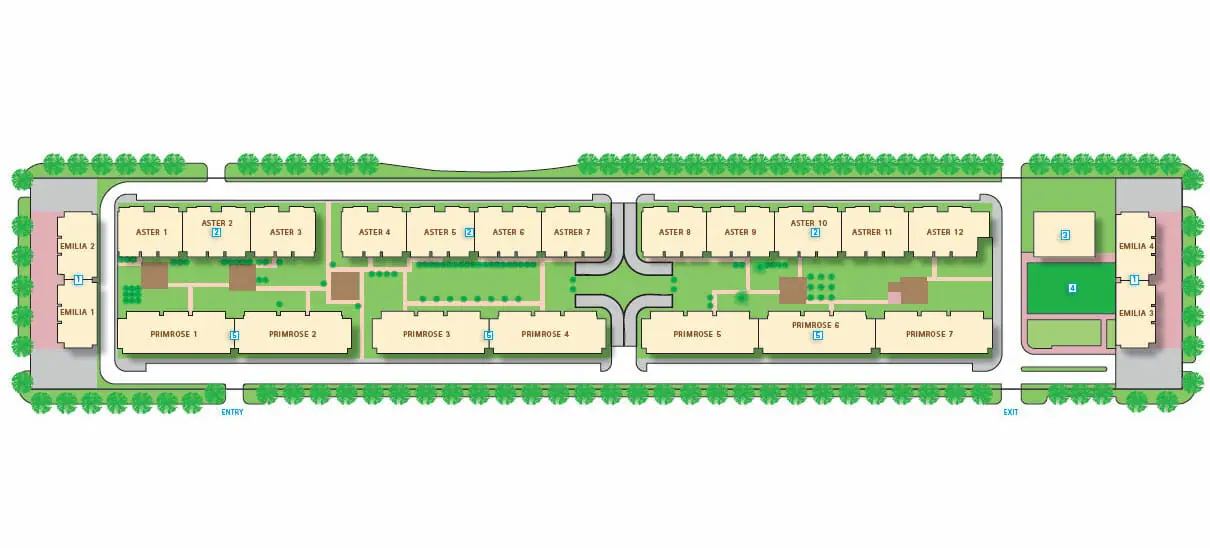 ASTER 1
ASTER 2
2
ASTER 3
ASTER 4
ASTER 5
2
ASTER 6
ASTRER 7
ASTER 8
ASTER 9
ASTER 10
2
ASTRER 11
ASTER 12
EMILIA 2
1
EMILIA 1
3
4
EMILIA 4
1
EMILIA 3
PRIMROSE 1
5
PRIMROSE 2
PRIMROSE 3
5
PRIMROSE 4
PRIMROSE 5
PRIMROSE 6
5
PRIMROSE 7
ENTRY
EXIT